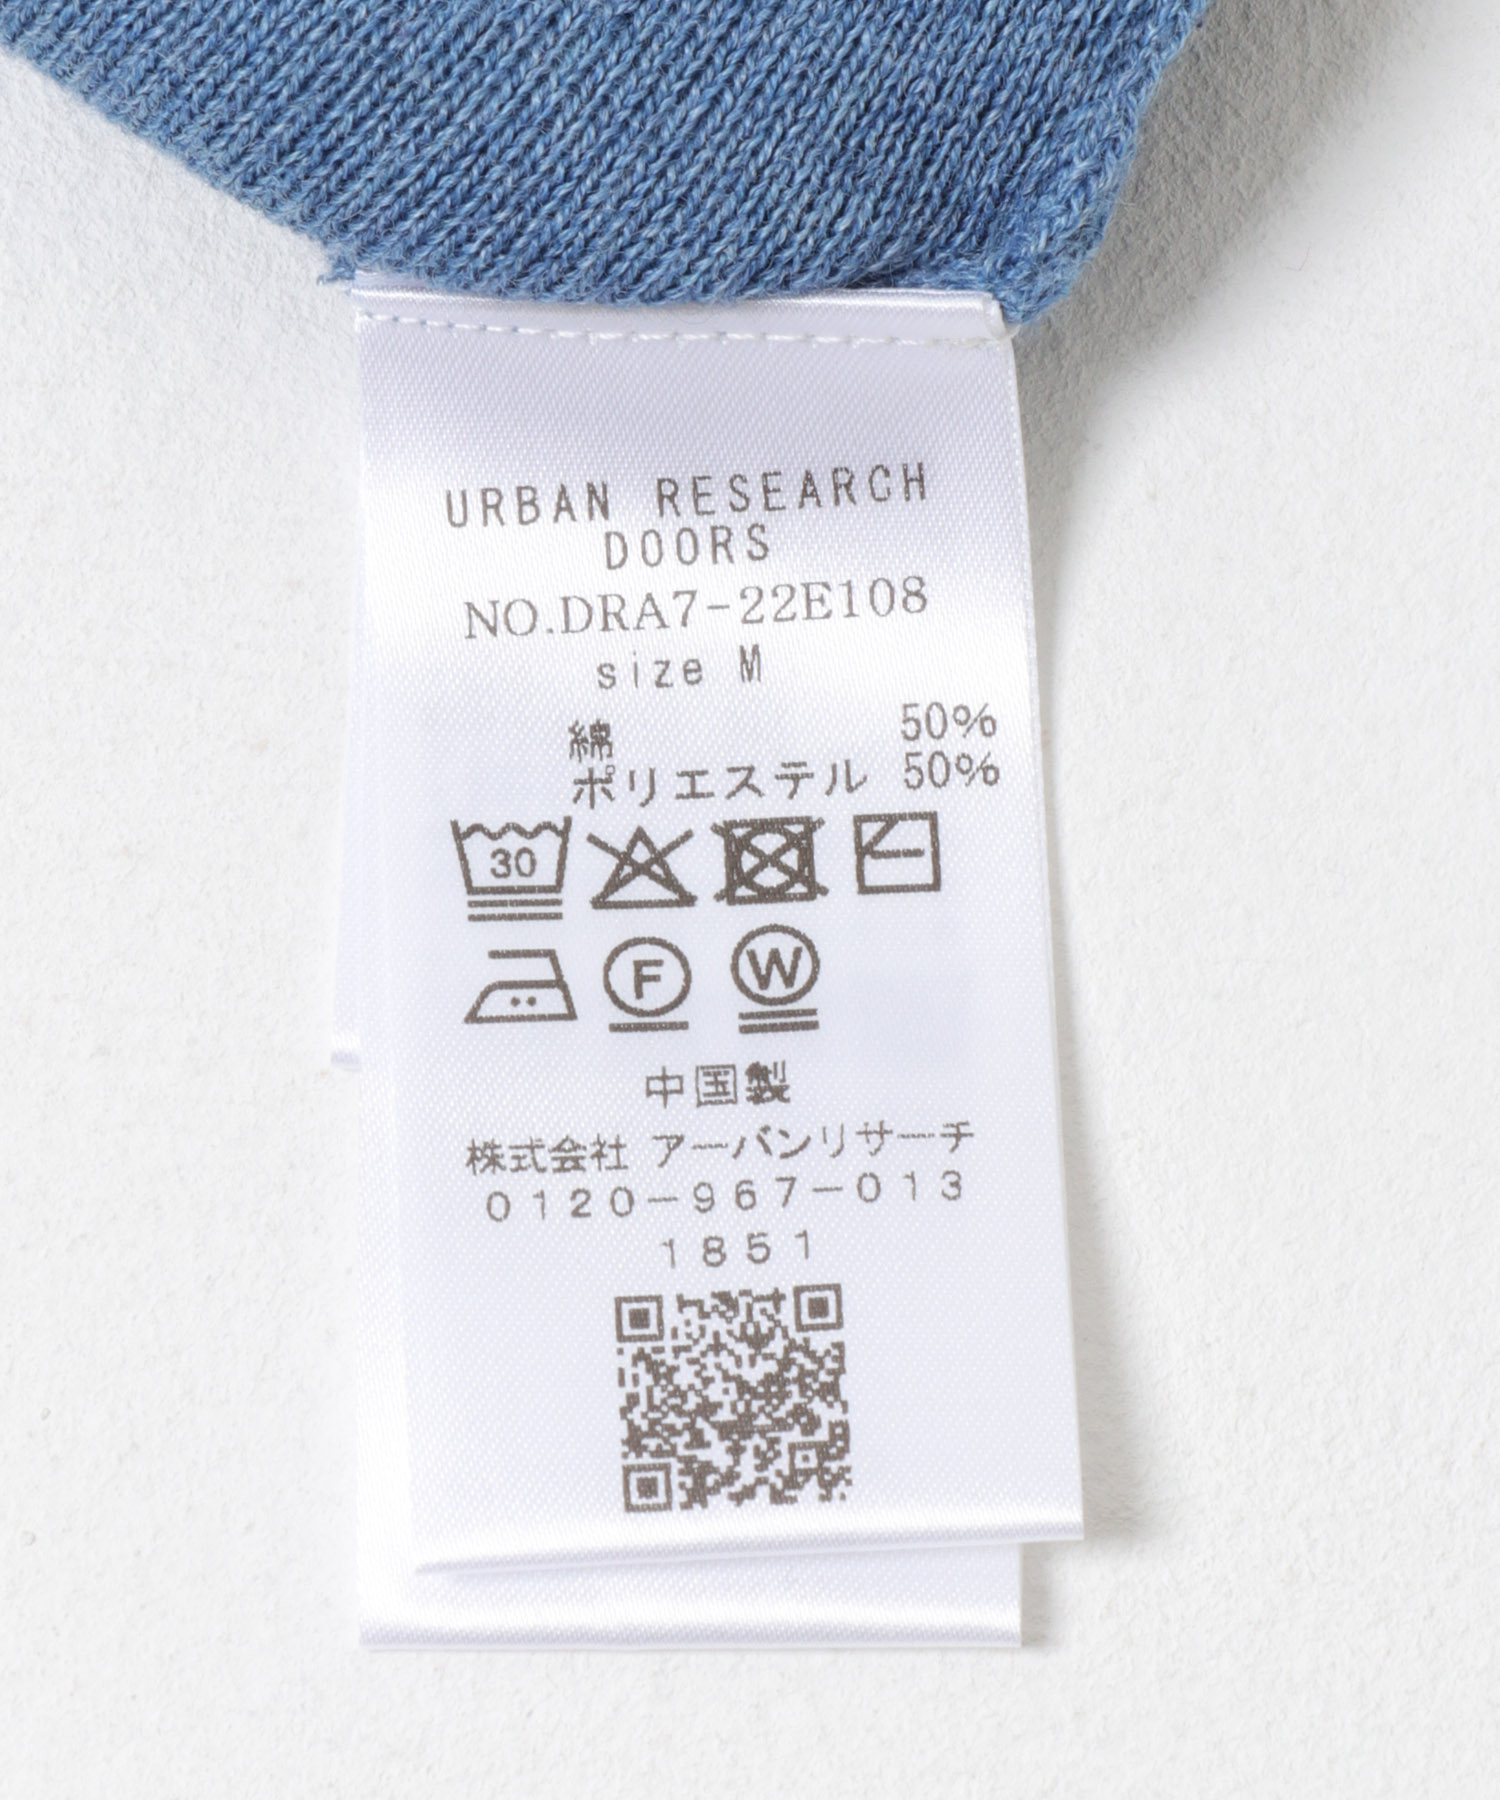 URBAN RESEARCH
DOORS
NO.DRA7-22E108
size M
綿 50%
ポリエステル 50%
30
F W
中国製
株式会社 アーバンリサーチ
0120-967-013
1851